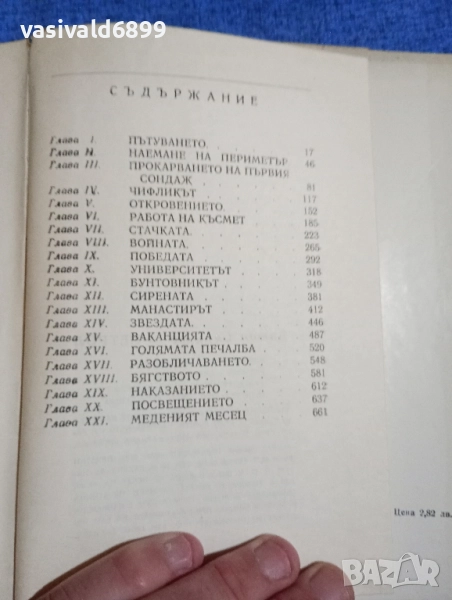 vasivald6899
СЪДЪРЖАНИЕ
Глава I. ПЪТУВАНЕТО 17
Глава II. НАЕМАНЕ НА ПЕРИМЕТЪР 46
Глава III. ПРОКАРВАНЕТО НА ПЪРВИЯ
СОНДАЖ 81
Глава IV. ЧИФЛИКЪТ 117
Глава V. ОТКРОВЕНИЕТО 152
Глава VI. РАБОТА НА КЪСМЕТ 185
Глава VII. СТАЧКАТА 223
Глава VIII. ВОЙНАТА 265
Глава IX. ПОБЕДАТА 292
Глава X. УНИВЕРСИТЕТЪТ 318
Глава XI. БУНТОВНИКЪТ 349
Глава XII. СИРЕНАТА 381
Глава XIII. МАНАСТИРЪТ 412
Глава XIV. ЗВЕЗДАТА 446
Глава XV. ВАКАНЦИЯТА 487
Глава XVI. ГОЛЯМАТА ПЕЧАЛБА 520
Глава XVII. РАЗОБЛИЧАВАНЕТО 548
Глава XVIII. БЯГСТВОТО 581
Глава XIX. НАКАЗАНИЕТО 612
Глава XX. ПОСВЕЩЕНИЕТО 637
Глава XXI. МЕДЕНИЯТ МЕСЕЦ 661
Цена 2,82 лв.
BAZAR